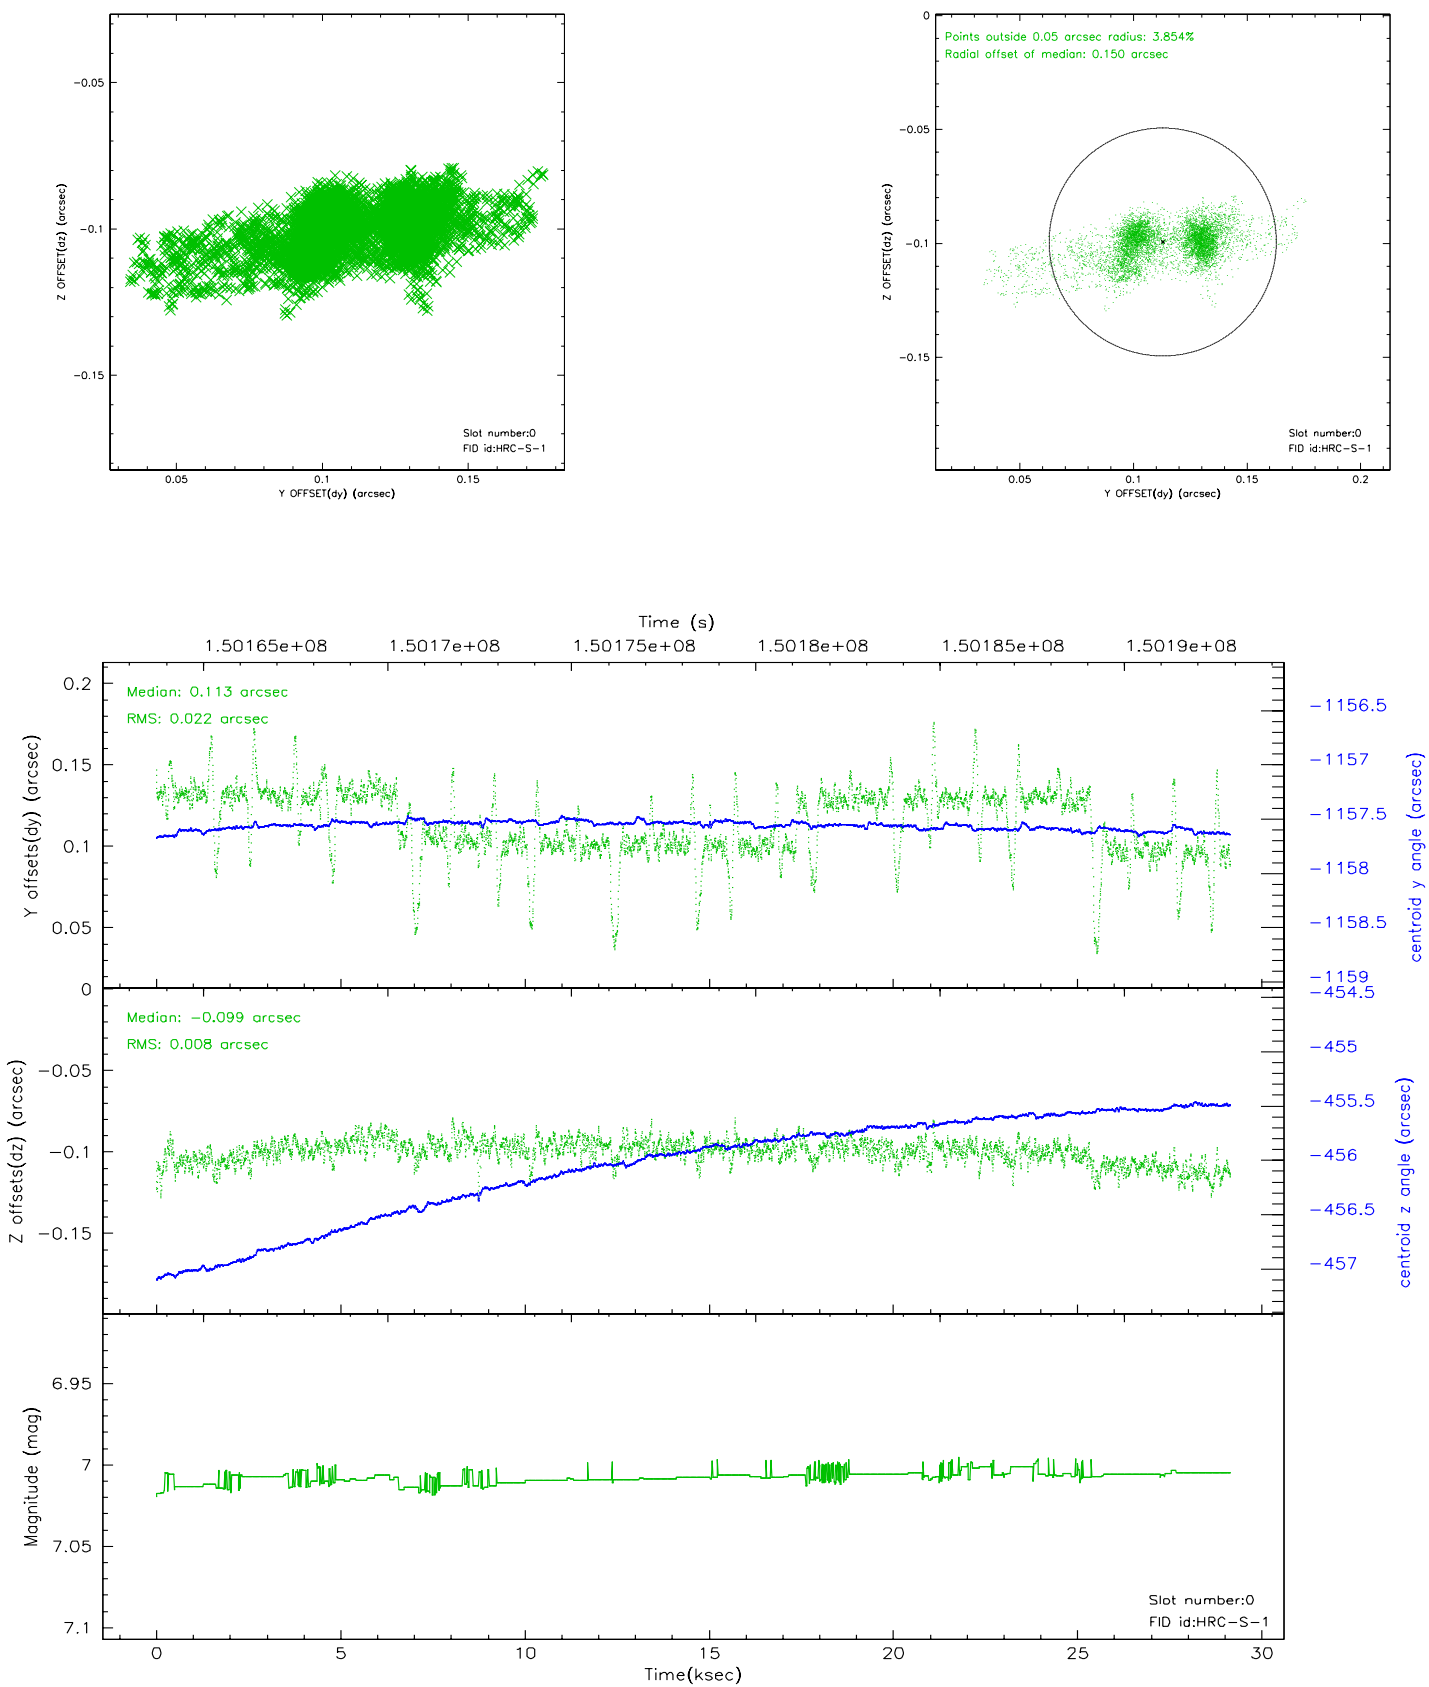 -0.05
-0.1
-0.15
Z OFFSET(dz) (arcsec)
Slot number:0
FID id:HRC-S-1
0.05
0.1
0.15
Y OFFSET(dy) (arcsec)
Points outside 0.05 arcsec radius: 3.854%
Radial offset of median: 0.150 arcsec
0
-0.05
-0.1
-0.15
Z OFFSET(dz) (arcsec)
Slot number:0
FID id:HRC-S-1
0.05
0.1
0.15
0.2
Y OFFSET(dy) (arcsec)
Time (s)
1.50165e+08
1.5017e+08
1.50175e+08
1.5018e+08
1.50185e+08
1.5019e+08
Median: 0.113 arcsec
RMS: 0.022 arcsec
0.2
0.15
0.1
0.05
0
Y offsets(dy) (arcsec)
-1156.5
-1157
-1157.5
-1158
-1158.5
-1159
centroid y angle (arcsec)
Median: -0.099 arcsec
RMS: 0.008 arcsec
-0.05
-0.1
-0.15
Z offsets(dz) (arcsec)
-454.5
-455
-455.5
-456
-456.5
-457
centroid z angle (arcsec)
6.95
7
7.05
7.1
Magnitude (mag)
Slot number:0
FID id:HRC-S-1
0
5
10
15
20
25
30
Time(ksec)